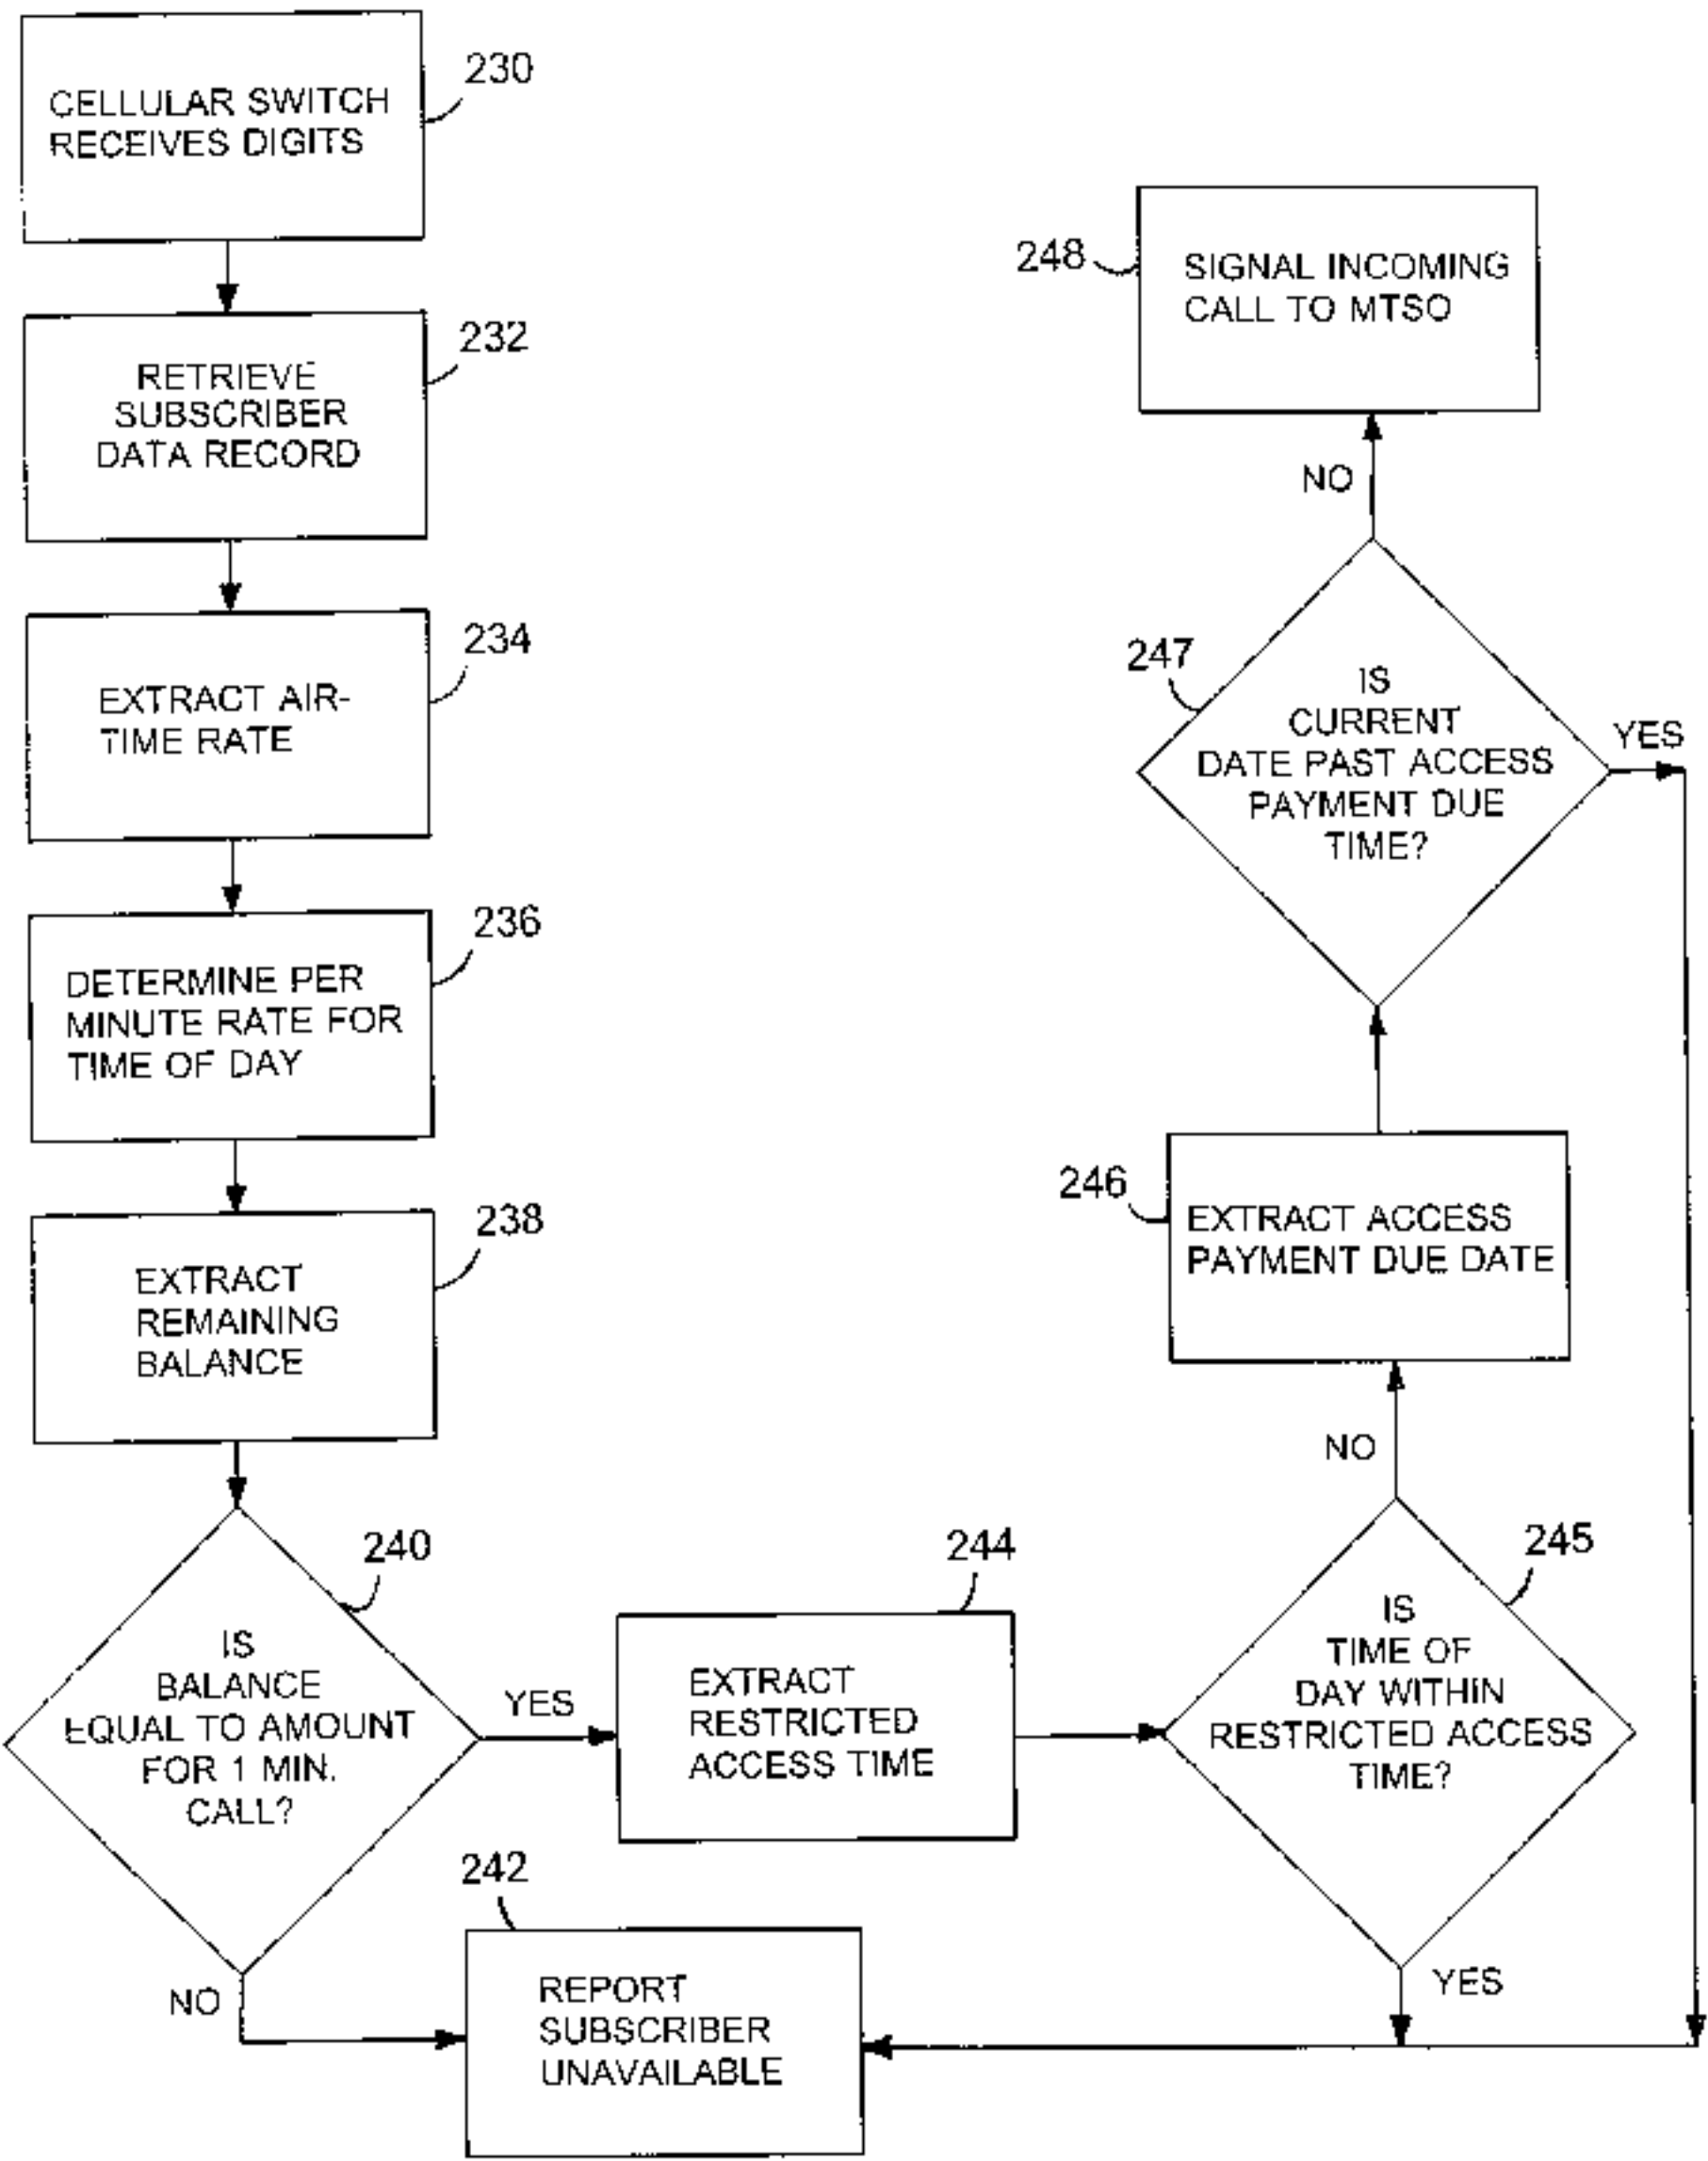 230
CELLULAR SWITCH
RECEIVES DIGITS
232
RETRIEVE
SUBSCRIBER
DATA RECORD
234
EXTRACT AIR-
TIME RATE
236
DETERMINE PER
MINUTE RATE FOR
TIME OF DAY
238
EXTRACT
REMAINING
BALANCE
240
IS
BALANCE
EQUAL TO AMOUNT
FOR 1 MIN.
CALL?
YES
NO
242
REPORT
SUBSCRIBER
UNAVAILABLE
244
EXTRACT
RESTRICTED
ACCESS TIME
245
IS
TIME OF
DAY WITHIN
RESTRICTED ACCESS
TIME?
YES
NO
246
EXTRACT ACCESS
PAYMENT DUE DATE
247
IS
CURRENT
DATE PAST ACCESS
PAYMENT DUE
TIME?
YES
NO
248
SIGNAL INCOMING
CALL TO MTSO